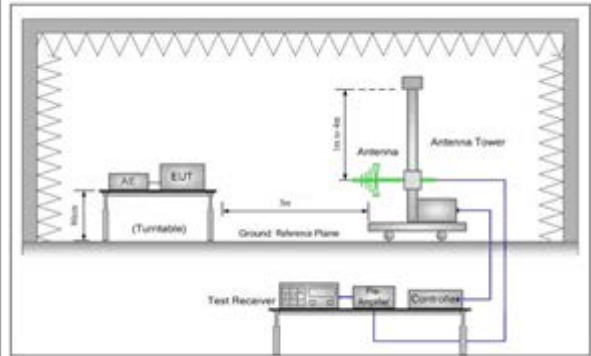 1m to 4m
Antenna Tower
Antenna
AE
EUT
80cm
(Turntable)
3m
Ground Reference Plane
Test Receiver
Pre-
Amplifier
Controller